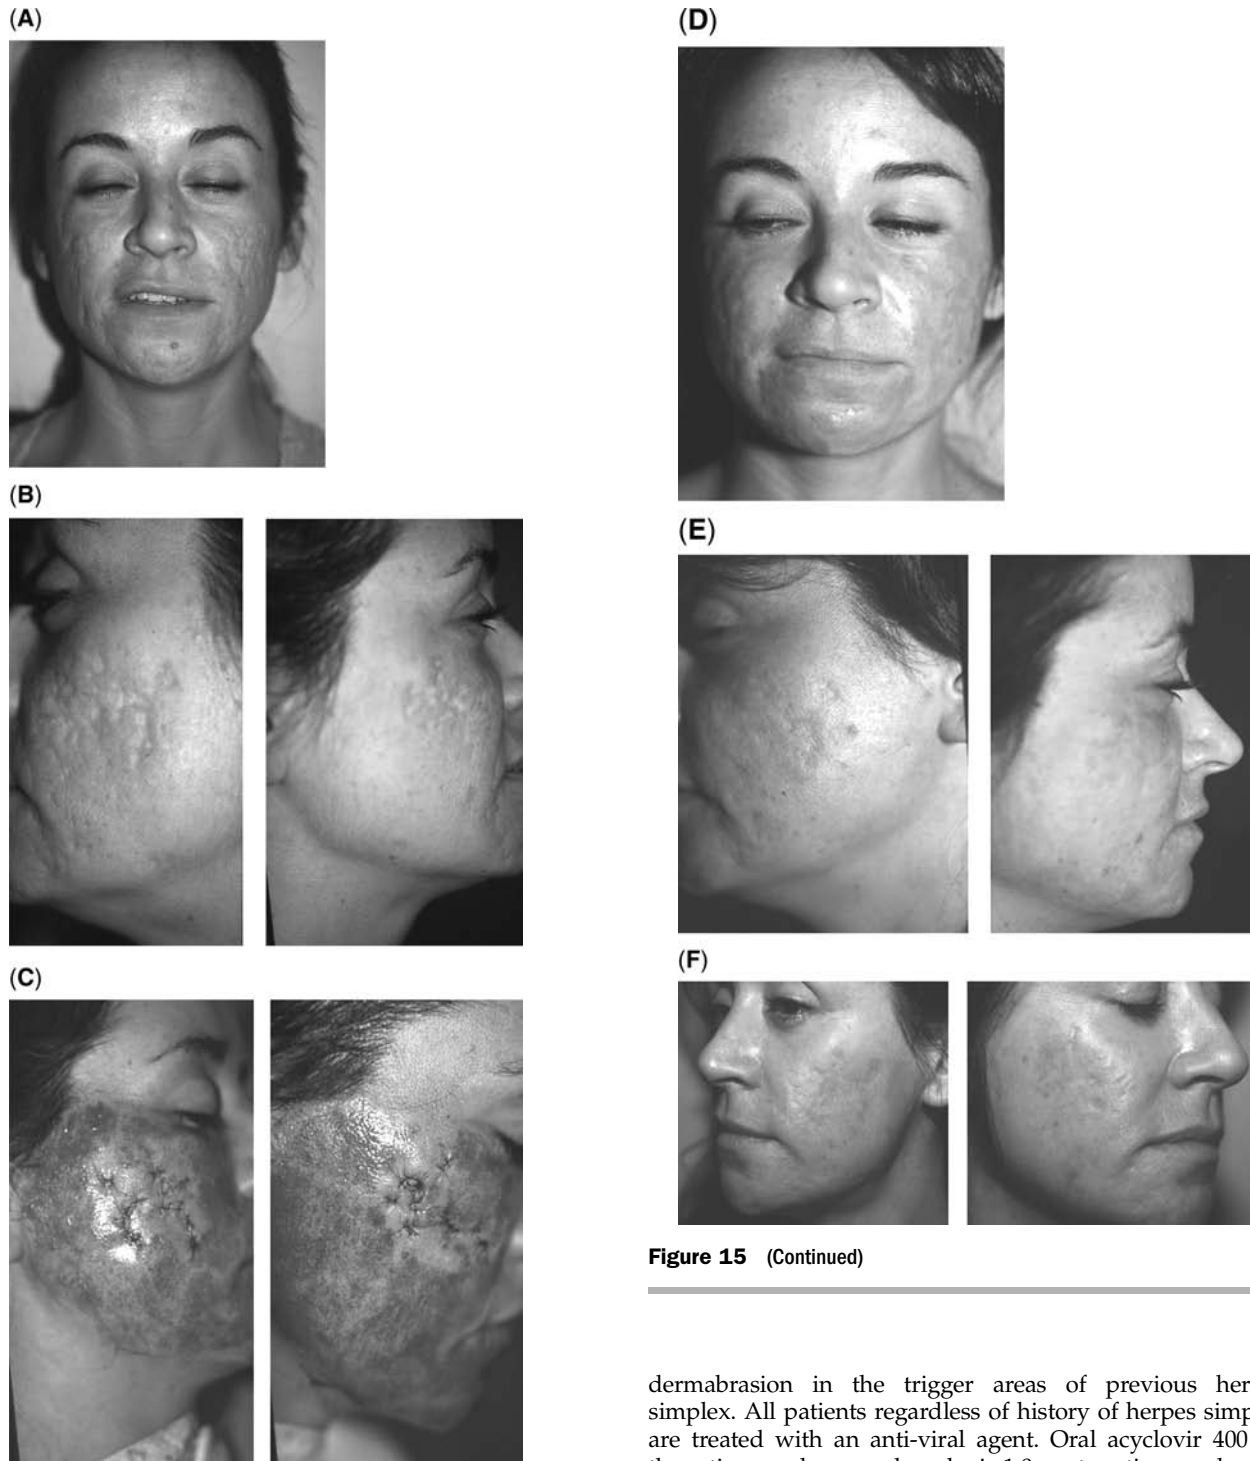 (A)
(B)
(C)
(D)
(E)
(F)
Figure 15 (Continued)
dermabrasion in the trigger areas of previous her
simplex. All patients regardless of history of herpes simp
are treated with an anti-viral agent. Oral acyclovir 400